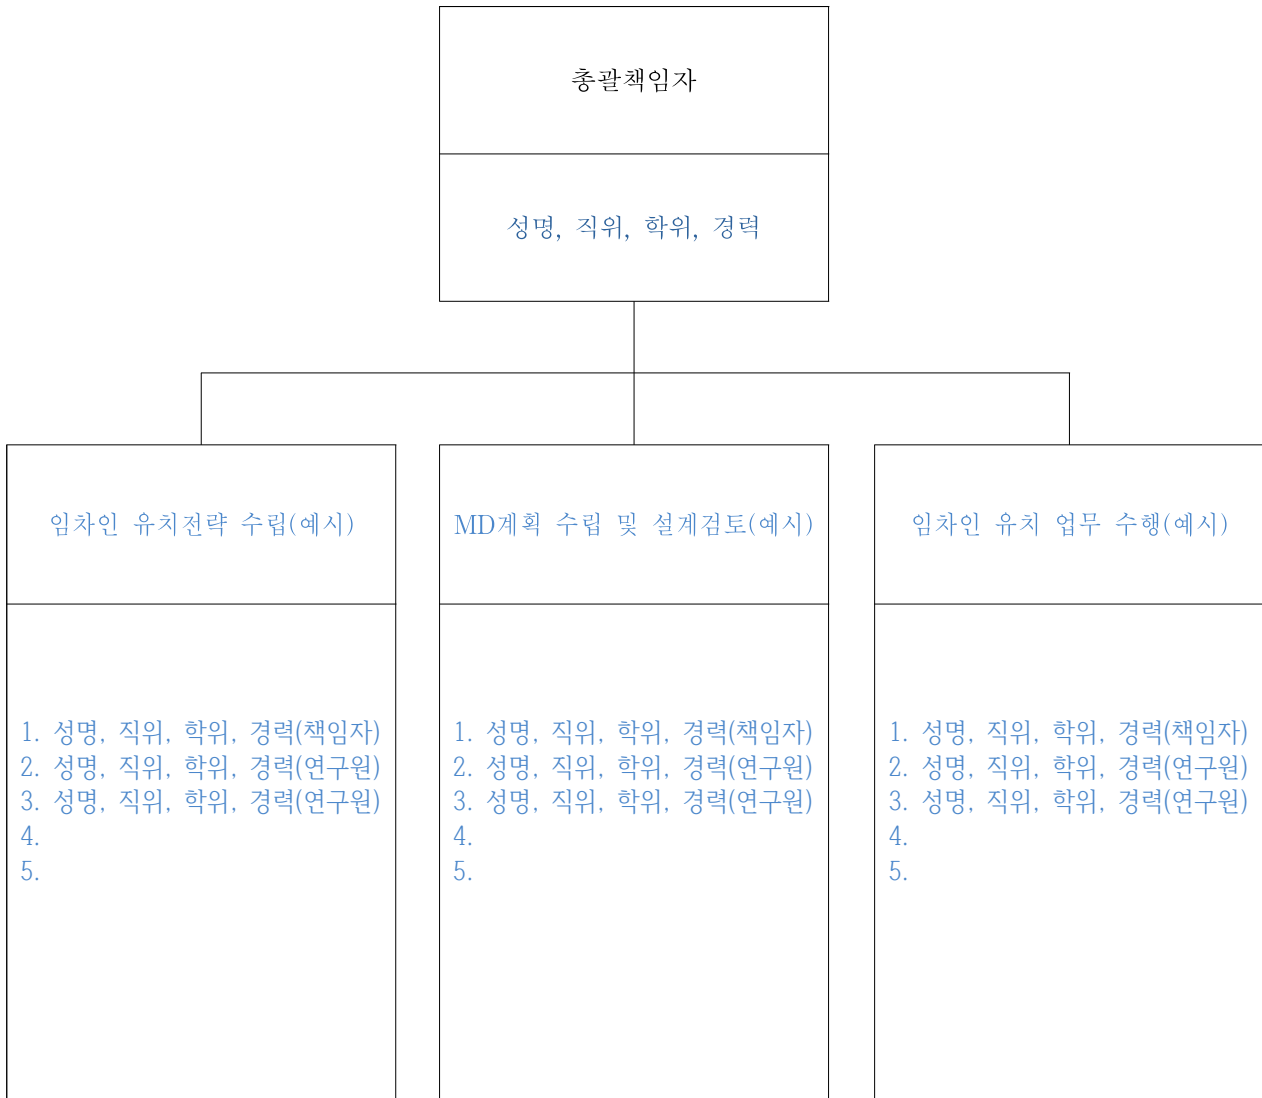 총괄책임자
성명, 직위, 학위, 경력
임차인 유치전략 수립(예시)
1. 성명, 직위, 학위, 경력(책임자)
2. 성명, 직위, 학위, 경력(연구원)
3. 성명, 직위, 학위, 경력(연구원)
4.
5.
MD계획 수립 및 설계검토(예시)
1. 성명, 직위, 학위, 경력(책임자)
2. 성명, 직위, 학위, 경력(연구원)
3. 성명, 직위, 학위, 경력(연구원)
4.
5.
임차인 유치 업무 수행(예시)
1. 성명, 직위, 학위, 경력(책임자)
2. 성명, 직위, 학위, 경력(연구원)
3. 성명, 직위, 학위, 경력(연구원)
4.
5.